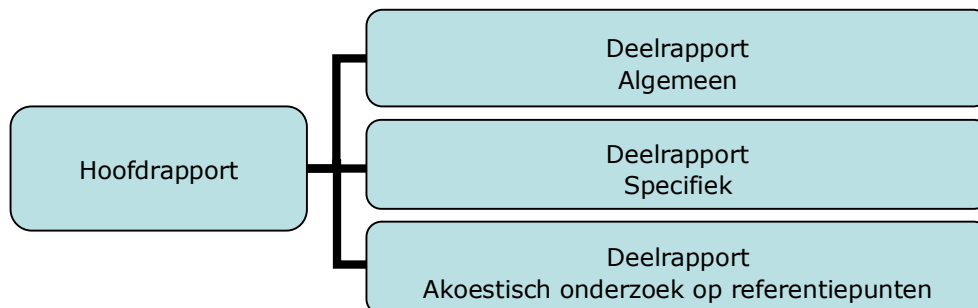 Hoofdrapport
Deelrapport
Algemeen
Deelrapport
Specifiek
Deelrapport
Akoestisch onderzoek op referentiepunten